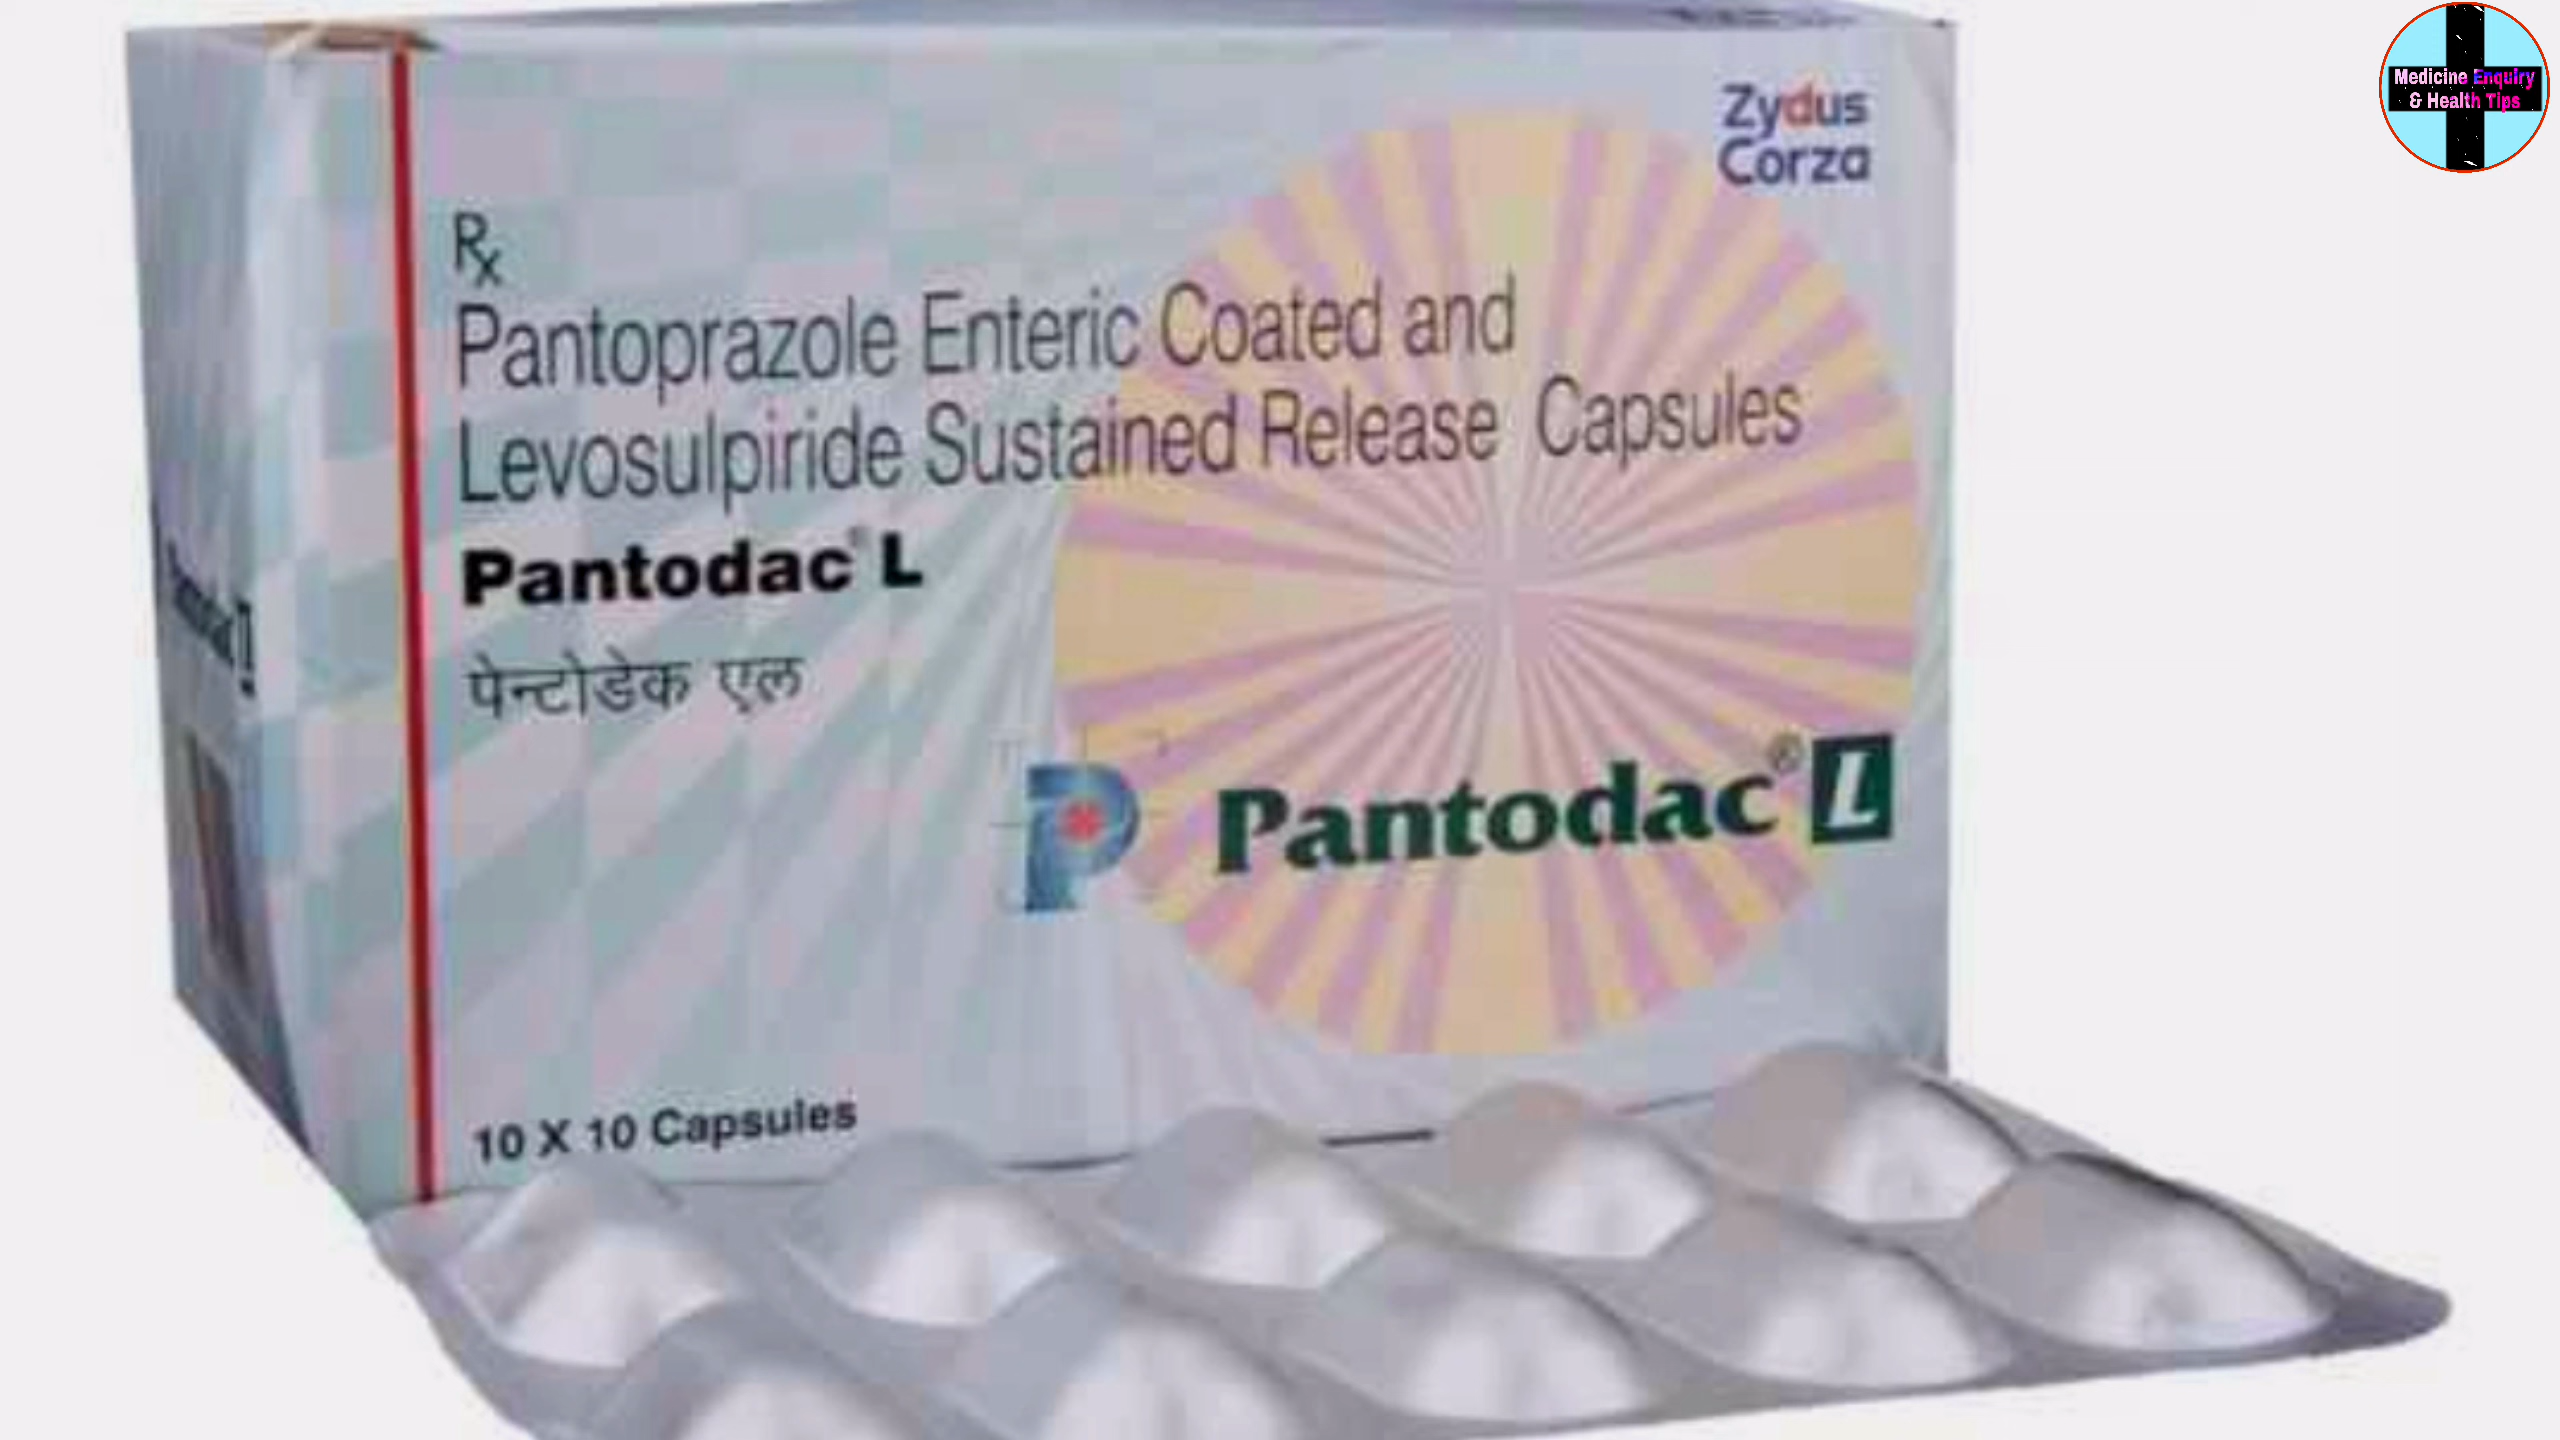 Medicine Enquiry
& Health Tips
Zydus
Corza
Rx
Pantoprazole Enteric Coated and
Levosulpiride Sustained Release Capsules
Pantodac® L
पेन्टोडेक एल
Pantodac® L
10 X 10 Capsules